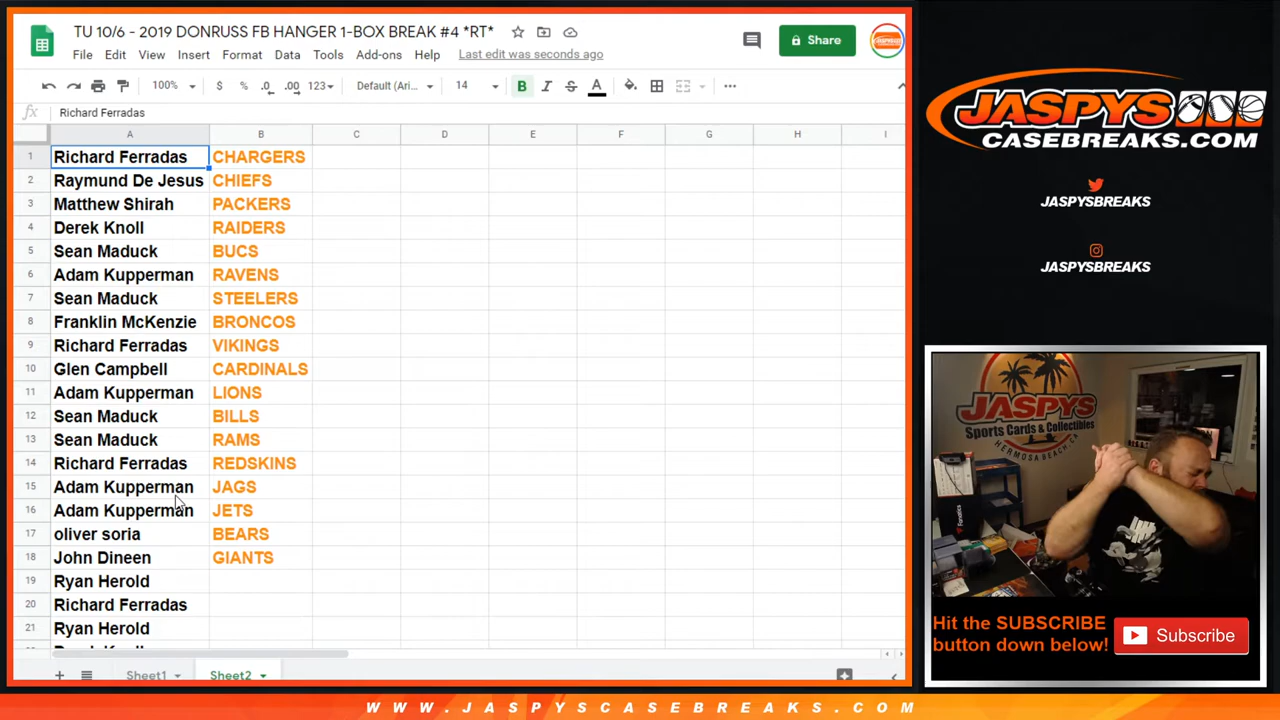 TU 10/6 - 2019 DONRUSS FB HANGER 1-BOX BREAK #4 *RT*
File Edit View Insert Format Data Tools Add-ons Help Last edit was seconds ago
Share
100% $ % .0 .00 123 Default (Ari... 14 B I S A
fx Richard Ferradas
A B C D E F G H I
1 Richard Ferradas CHARGERS
2 Raymund De Jesus CHIEFS
3 Matthew Shirah PACKERS
4 Derek Knoll RAIDERS
5 Sean Maduck BUCS
6 Adam Kupperman RAVENS
7 Sean Maduck STEELERS
8 Franklin McKenzie BRONCOS
9 Richard Ferradas VIKINGS
10 Glen Campbell CARDINALS
11 Adam Kupperman LIONS
12 Sean Maduck BILLS
13 Sean Maduck RAMS
14 Richard Ferradas REDSKINS
15 Adam Kupperman JAGS
16 Adam Kupperman JETS
17 oliver soria BEARS
18 John Dineen GIANTS
19 Ryan Herold
20 Richard Ferradas
21 Ryan Herold
Sheet1 Sheet2
JASPYS
CASEBREAKS.COM
JASPYSBREAKS
JASPYSBREAKS
JASPYS
Sports Cards & Collectibles
HERMOSA BEACH, CA
Hit the SUBSCRIBE
button down below!
Subscribe
WWW.JASPYSCASEBREAKS.COM